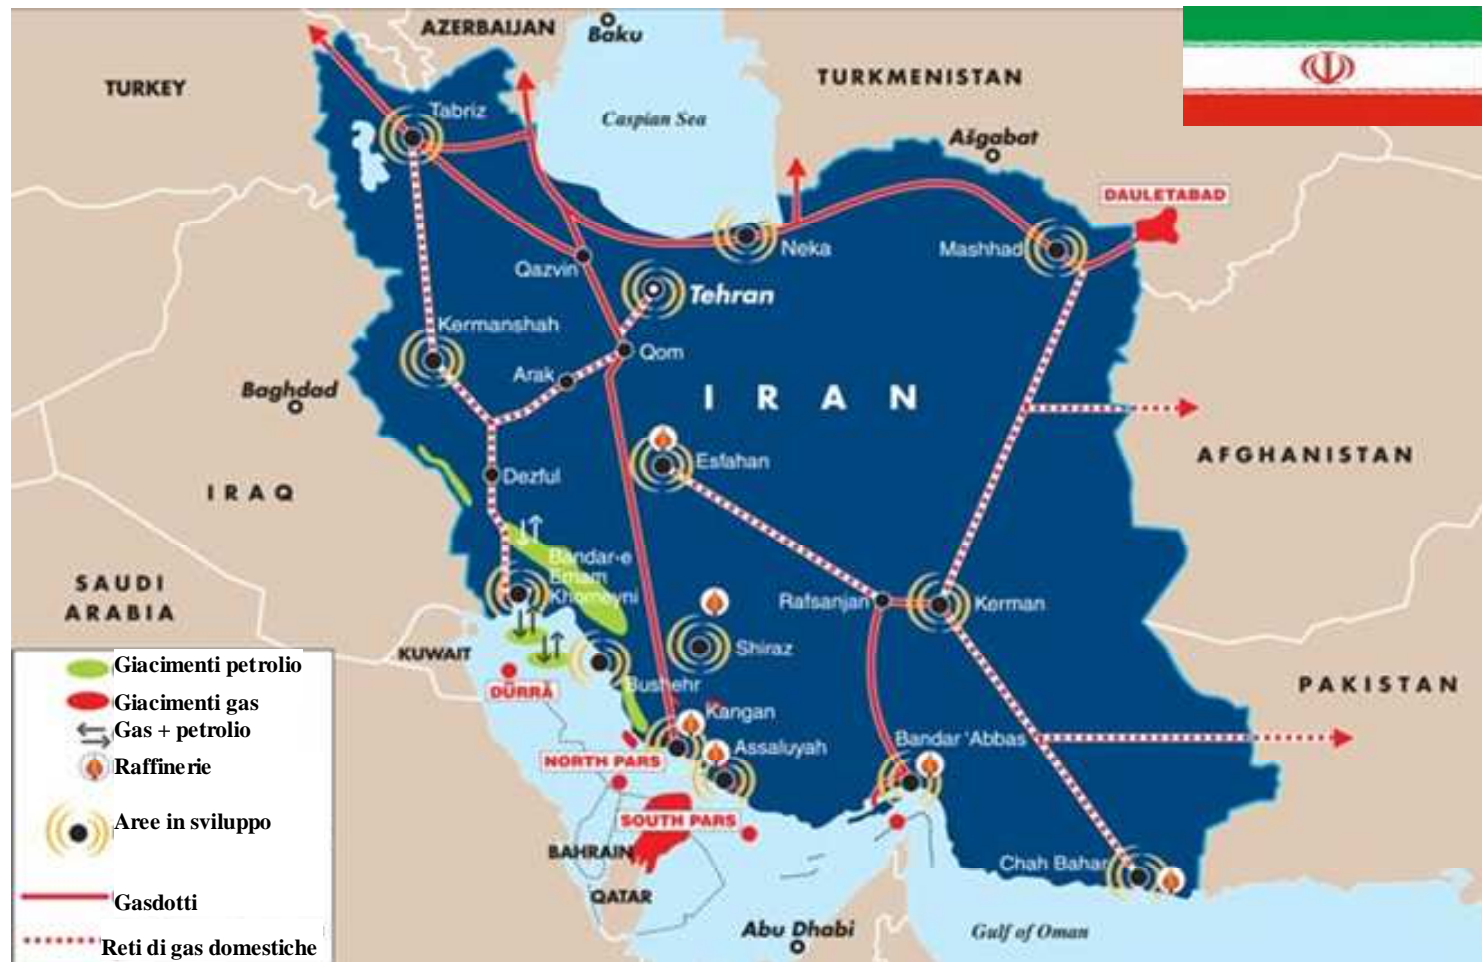 AZERBAIJAN
Baku
TURKEY
TURKMENISTAN
Tabriz
Caspian Sea
Ašgabat
DAULETABAD
Neka
Mashhad
Qazvin
Tehran
Kermanshah
Qom
Arak
Baghdad
IRAN
Esfahan
AFGHANISTAN
Dezful
IRAQ
Bandar-e
Emam
Khomeyni
SAUDI
ARABIA
Rafsanjan
Kerman
KUWAIT
Shiraz
DURRA
Bushehr
PAKISTAN
Kangan
Bandar 'Abbas
Assaluyah
NORTH PARS
SOUTH PARS
BAHRAIN
QATAR
Chah Bahar
Abu Dhabi
Gulf of Oman
Giacimenti petrolio
Giacimenti gas
Gas + petrolio
Raffinerie
Aree in sviluppo
Gasdotti
Reti di gas domestiche